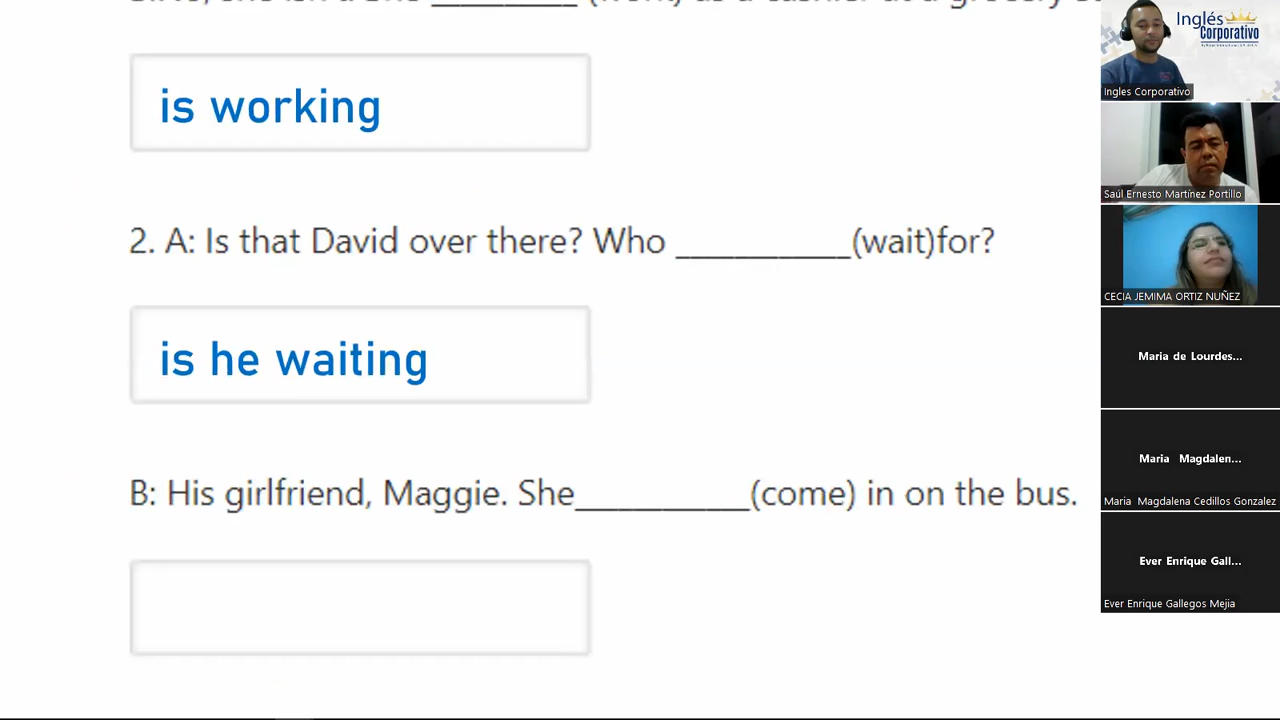 is working
2. A: Is that David over there? Who __________(wait)for?
is he waiting
B: His girlfriend, Maggie. She__________(come) in on the bus.
Inglés
Corporativo
Ingles Corporativo
Saúl Ernesto Martínez Portillo
CECIA JEMIMA ORTIZ NUÑEZ
Maria de Lourdes...
Maria Magdalen...
Maria Magdalena Cedillos Gonzalez
Ever Enrique Gall...
Ever Enrique Gallegos Mejia